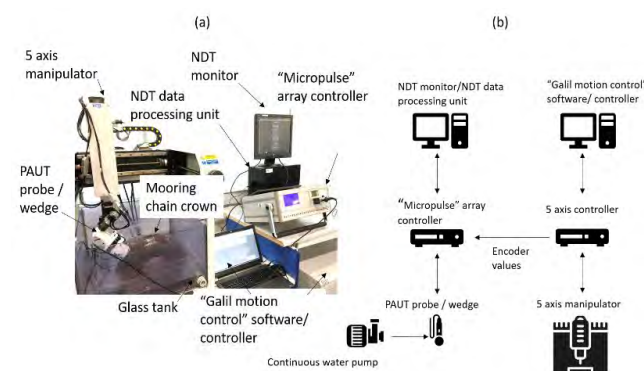 (a)
5 axis
manipulator
NDT
monitor
NDT data
processing unit
"Micropulse"
array controller
PAUT
probe /
wedge
Mooring
chain crown
Glass tank
"Galil motion
control" software/
controller
(b)
NDT monitor/NDT data
processing unit
"Galil motion control"
software/ controller
"Micropulse" array
controller
5 axis controller
Encoder
values
PAUT probe / wedge
5 axis manipulator
Continuous water pump